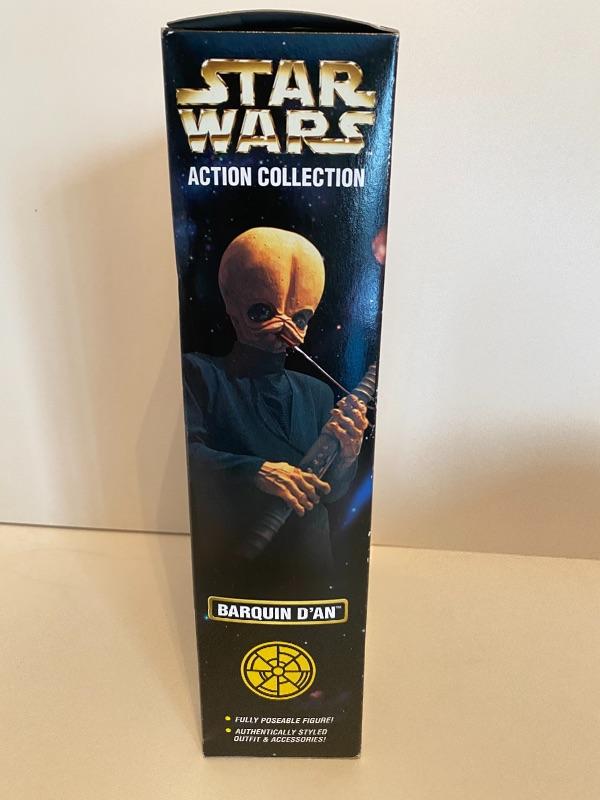 STAR
WARS
ACTION COLLECTION
BARQUIN D'AN™
• FULLY POSEABLE FIGURE!
• AUTHENTICALLY STYLED
OUTFIT & ACCESSORIES!